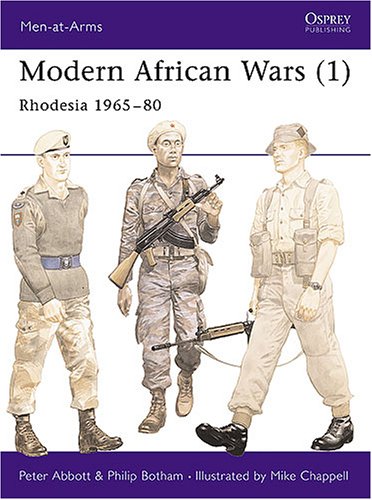 Men-at-Arms
OSPREY
PUBLISHING
Modern African Wars (1)
Rhodesia 1965–80
Peter Abbott & Philip Botham · Illustrated by Mike Chappell